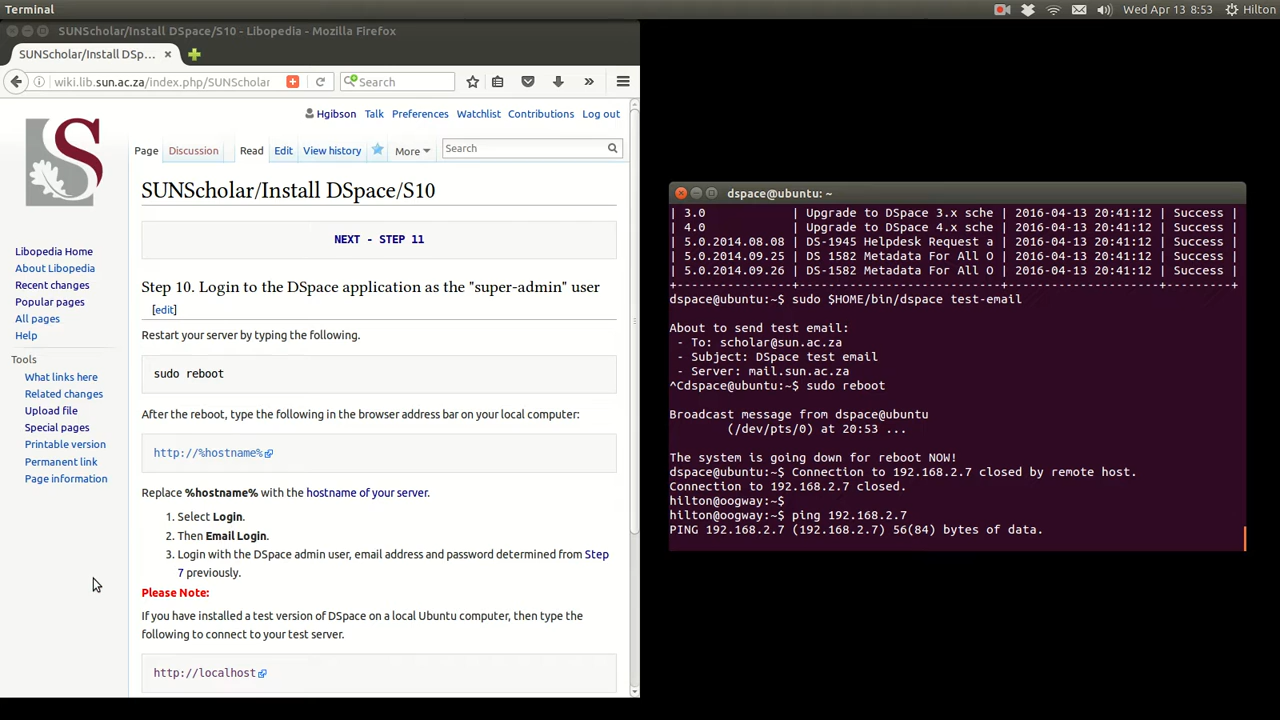 Terminal
Wed Apr 13 8:53 Hilton
SUNScholar/Install DSpace/S10 - Libopedia - Mozilla Firefox
SUNScholar/Install DSp...
wiki.lib.sun.ac.za/index.php/SUNScholar
Search
Hgibson Talk Preferences Watchlist Contributions Log out
Page Discussion Read Edit View history More Search
S
SUNScholar/Install DSpace/S10
NEXT - STEP 11
Libopedia Home
About Libopedia
Recent changes
Popular pages
All pages
Help
Tools
What links here
Related changes
Upload file
Special pages
Printable version
Permanent link
Page information
Step 10. Login to the DSpace application as the "super-admin" user
[edit]
Restart your server by typing the following.
sudo reboot
After the reboot, type the following in the browser address bar on your local computer:
http://%hostname%
Replace %hostname% with the hostname of your server.
1. Select Login.
2. Then Email Login.
3. Login with the DSpace admin user, email address and password determined from Step
7 previously.
Please Note:
If you have installed a test version of DSpace on a local Ubuntu computer, then type the
following to connect to your test server.
http://localhost
dspace@ubuntu: ~
| 3.0 | Upgrade to DSpace 3.x sche | 2016-04-13 20:41:12 | Success |
| 4.0 | Upgrade to DSpace 4.x sche | 2016-04-13 20:41:12 | Success |
| 5.0.2014.08.08 | DS-1945 Helpdesk Request a | 2016-04-13 20:41:12 | Success |
| 5.0.2014.09.25 | DS 1582 Metadata For All O | 2016-04-13 20:41:12 | Success |
| 5.0.2014.09.26 | DS-1582 Metadata For All O | 2016-04-13 20:41:12 | Success |
+----------------+----------------------------+---------------------+---------+
dspace@ubuntu:~$ sudo $HOME/bin/dspace test-email
About to send test email:
- To: scholar@sun.ac.za
- Subject: DSpace test email
- Server: mail.sun.ac.za
^Cdspace@ubuntu:~$ sudo reboot
Broadcast message from dspace@ubuntu
(/dev/pts/0) at 20:53 ...
The system is going down for reboot NOW!
dspace@ubuntu:~$ Connection to 192.168.2.7 closed by remote host.
Connection to 192.168.2.7 closed.
hilton@oogway:~$
hilton@oogway:~$ ping 192.168.2.7
PING 192.168.2.7 (192.168.2.7) 56(84) bytes of data.